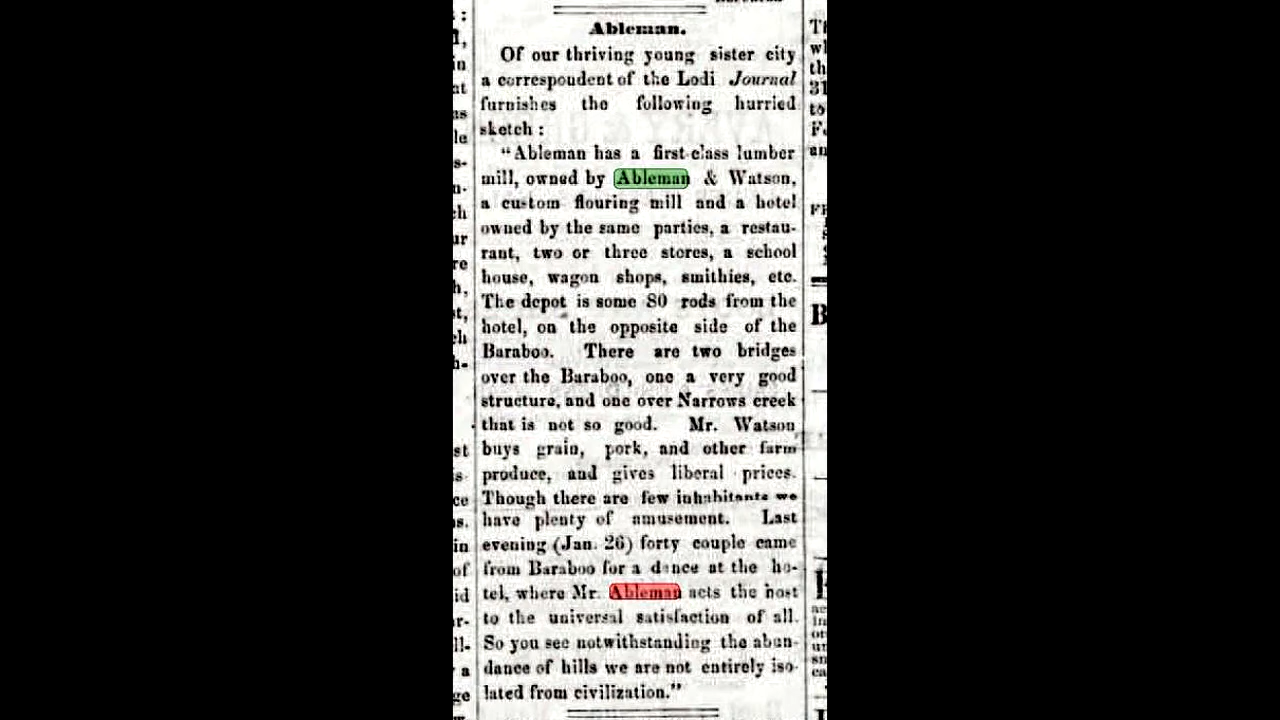 Ableman.
Of our thriving young sister city
a correspondent of the Lodi Journal
furnishes the following hurried
sketch :
"Ableman has a first-class lumber
mill, owned by Ableman & Watson,
a custom flouring mill and a hotel
owned by the same parties, a restau-
rant, two or three stores, a school
house, wagon shops, smithies, etc.
The depot is some 80 rods from the
hotel, on the opposite side of the
Baraboo. There are two bridges
over the Baraboo, one a very good
structure, and one over Narrows creek
that is not so good. Mr. Watson
buys grain, pork, and other farm
produce, and gives liberal prices.
Though there are few inhabitants we
have plenty of amusement. Last
evening (Jan. 26) forty couple came
from Baraboo for a dance at the ho-
tel, where Mr. Ableman acts the host
to the universal satisfaction of all.
So you see notwithstanding the abun-
dance of hills we are not entirely iso-
lated from civilization."